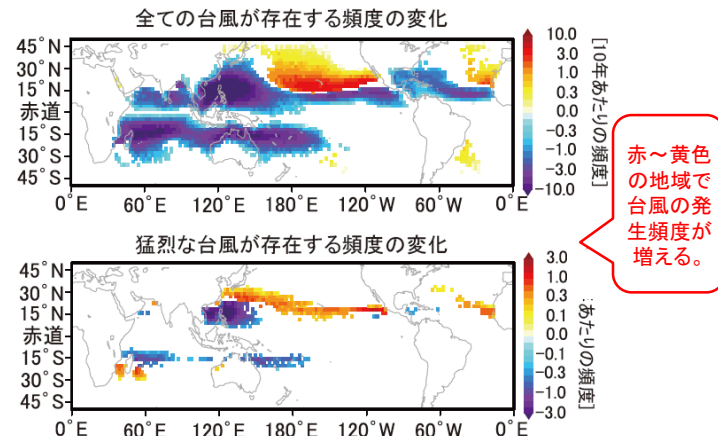 全ての台風が存在する頻度の変化
45°N
30°N
15°N
赤道
15°S
30°S
45°S
0°E 60°E 120°E 180°E 120°W 60°W 0°E
10.0
3.0
1.0
0.3
0.0
-0.3
-1.0
-3.0
-10.0
[10年あたりの頻度]
赤~黄色
の地域で
台風の発
生頻度が
増える。
猛烈な台風が存在する頻度の変化
45°N
30°N
15°N
赤道
15°S
30°S
45°S
0°E 60°E 120°E 180°E 120°W 60°W 0°E
3.0
1.0
0.3
0.1
0.0
-0.1
-0.3
-1.0
-3.0
あたりの頻度]